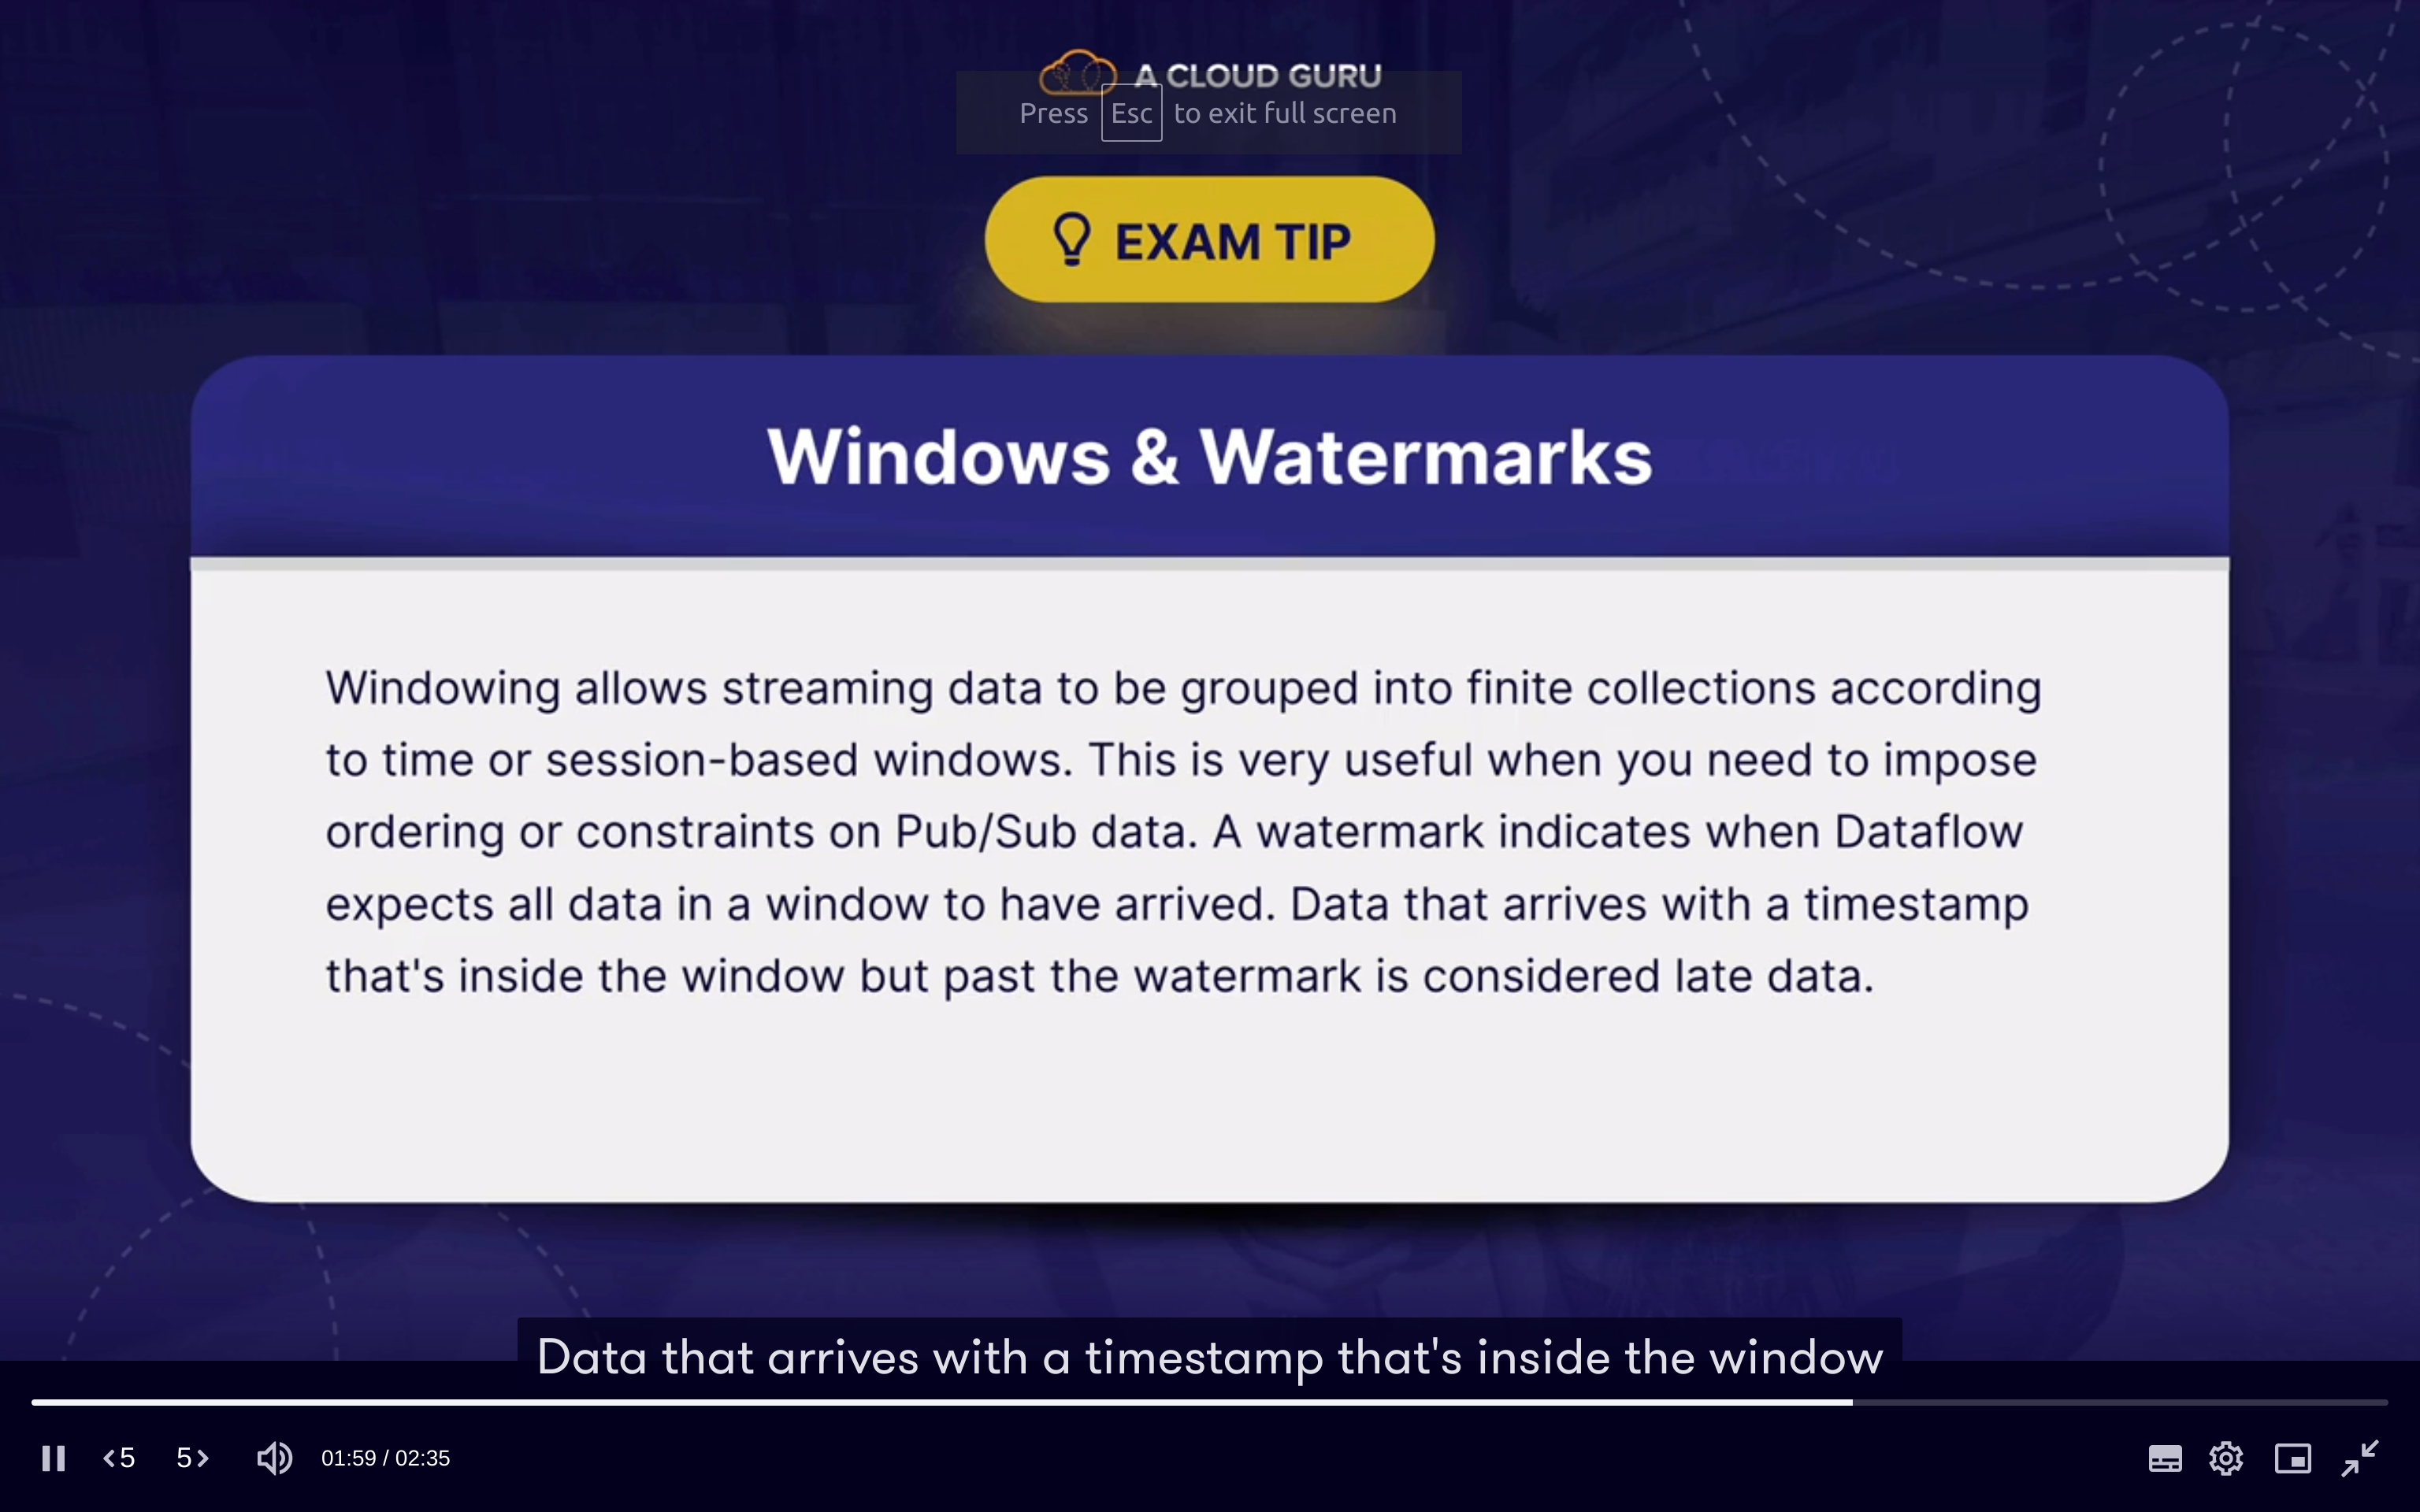 A CLOUD GURU
Press Esc to exit full screen
EXAM TIP
Windows & Watermarks
Windowing allows streaming data to be grouped into finite collections according
to time or session-based windows. This is very useful when you need to impose
ordering or constraints on Pub/Sub data. A watermark indicates when Dataflow
expects all data in a window to have arrived. Data that arrives with a timestamp
that's inside the window but past the watermark is considered late data.
Data that arrives with a timestamp that's inside the window
<5 5> 01:59 / 02:35